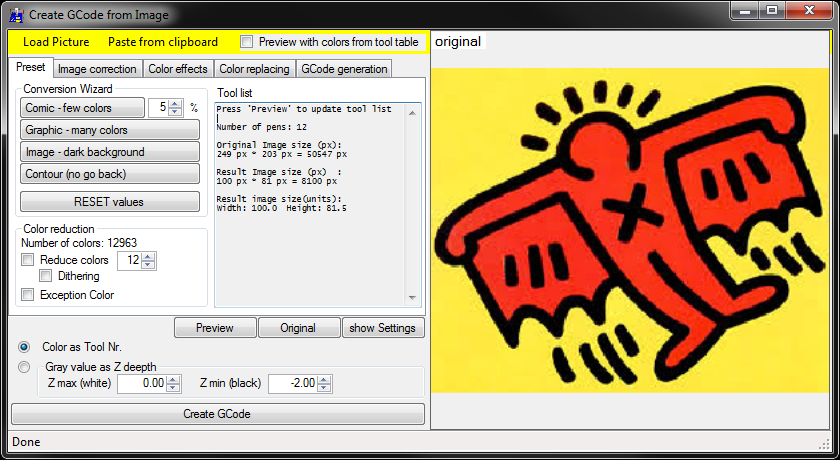 Create GCode from Image
Load Picture Paste from clipboard Preview with colors from tool table
original
Preset Image correction Color effects Color replacing GCode generation
Conversion Wizard
Comic - few colors 5 %
Graphic - many colors
Image - dark background
Contour (no go back)
RESET values
Color reduction
Number of colors: 12963
Reduce colors 12
Dithering
Exception Color
Tool list
Press 'Preview' to update tool list
Number of pens: 12
Original Image size (px):
249 px * 203 px = 50547 px
Result Image size (px) :
100 px * 81 px = 8100 px
Result image size(units):
Width: 100.0 Height: 81.5
Preview Original show Settings
Color as Tool Nr.
Gray value as Z deepth
Z max (white) 0.00 Z min (black) -2.00
Create GCode
Done